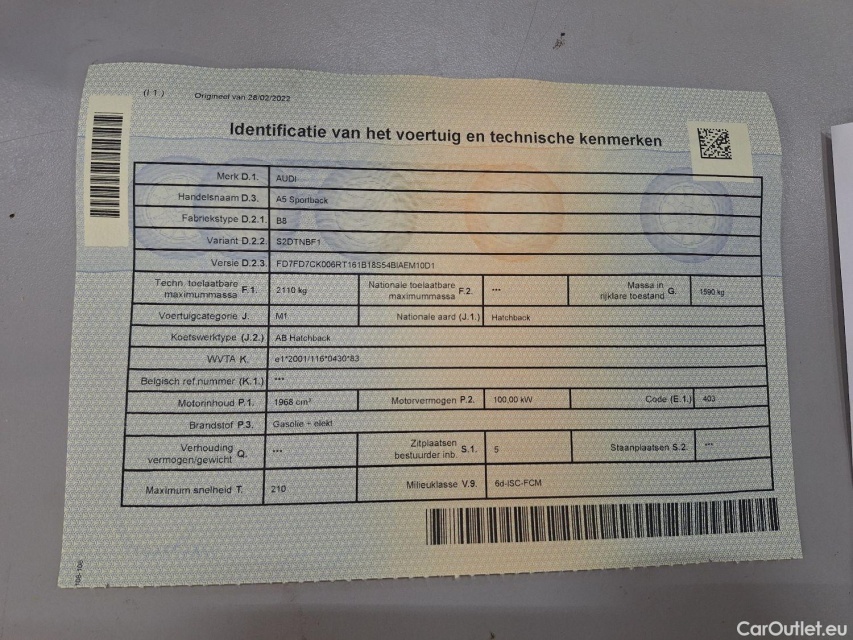 (I 1 ) Origineel van 28/02/2022
Identificatie van het voertuig en technische kenmerken
Merk D.1. AUDI
Handelsnaam D.3. A5 Sportback
Fabriekstype D.2.1. B8
Variant D.2.2. S2DTNBF1
Versie D.2.3. FD7FD7CK006RT161B18S54BIAEM10D1
Techn. toelaatbare maximummassa F.1. 2110 kg Nationale toelaatbare maximummassa F.2. *** Massa in rijklare toestand G. 1590 kg
Voertuigcategorie J. M1 Nationale aard (J.1.) Hatchback
Koetswerktype (J.2.) AB Hatchback
WVTA K. e1*2001/116*0430*83
Belgisch ref.nummer (K.1.) ***
Motorinhoud P.1. 1968 cm³ Motorvermogen P.2. 100,00 kW Code (E.1.) 403
Brandstof P.3. Gasolie + elekt
Verhouding vermogen/gewicht Q. *** Zitplaatsen bestuurder inb. S.1. 5 Staanplaatsen S.2. ***
Maximum snelheid T. 210 Milieuklasse V.9. 6d-ISC-FCM
CarOutlet.eu